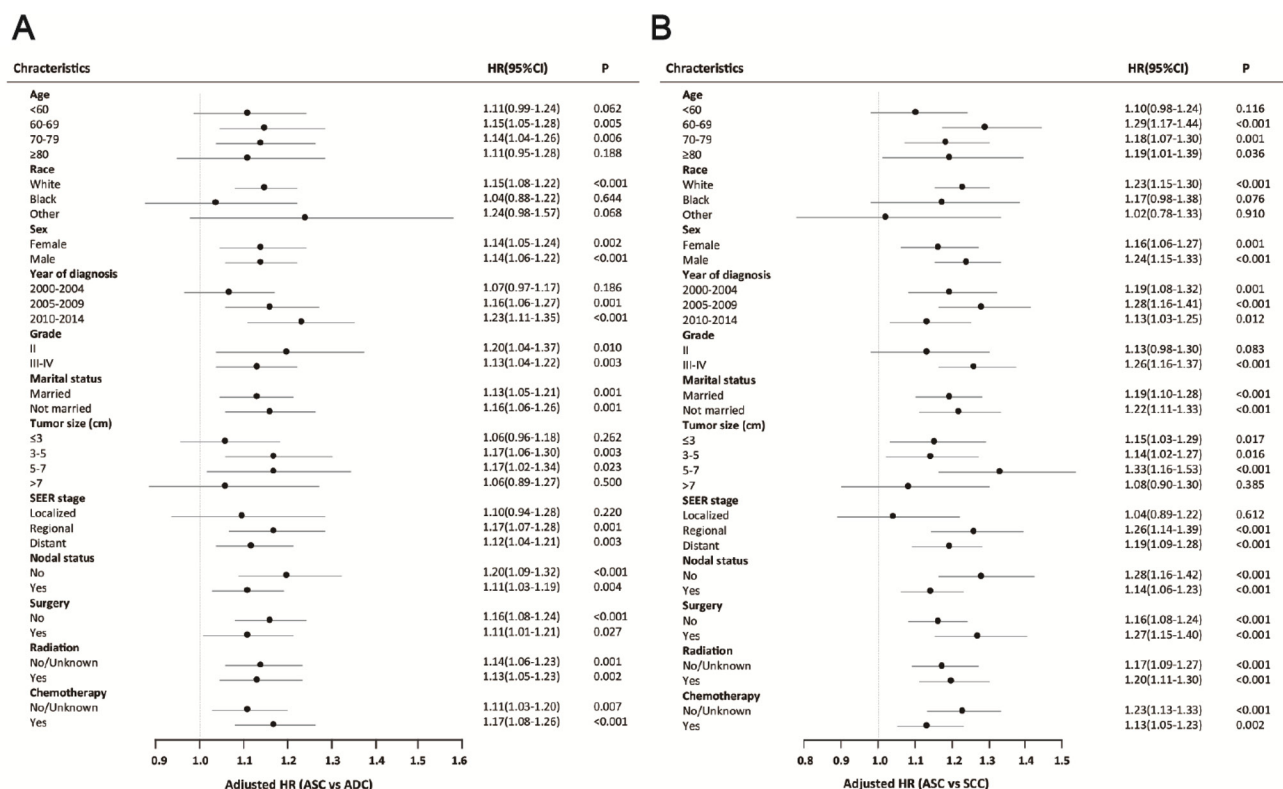 A
Chracteristics HR(95%CI) P
Age
<60 1.11(0.99-1.24) 0.062
60-69 1.15(1.05-1.28) 0.005
70-79 1.14(1.04-1.26) 0.006
≥80 1.11(0.95-1.28) 0.188
Race
White 1.15(1.08-1.22) <0.001
Black 1.04(0.88-1.22) 0.644
Other 1.24(0.98-1.57) 0.068
Sex
Female 1.14(1.05-1.24) 0.002
Male 1.14(1.06-1.22) <0.001
Year of diagnosis
2000-2004 1.07(0.97-1.17) 0.186
2005-2009 1.16(1.06-1.27) 0.001
2010-2014 1.23(1.11-1.35) <0.001
Grade
II 1.20(1.04-1.37) 0.010
III-IV 1.13(1.04-1.22) 0.003
Marital status
Married 1.13(1.05-1.21) 0.001
Not married 1.16(1.06-1.26) 0.001
Tumor size (cm)
≤3 1.06(0.96-1.18) 0.262
3-5 1.17(1.06-1.30) 0.003
5-7 1.17(1.02-1.34) 0.023
>7 1.06(0.89-1.27) 0.500
SEER stage
Localized 1.10(0.94-1.28) 0.220
Regional 1.17(1.07-1.28) 0.001
Distant 1.12(1.04-1.21) 0.003
Nodal status
No 1.20(1.09-1.32) <0.001
Yes 1.11(1.03-1.19) 0.004
Surgery
No 1.16(1.08-1.24) <0.001
Yes 1.11(1.01-1.21) 0.027
Radiation
No/Unknown 1.14(1.06-1.23) 0.001
Yes 1.13(1.05-1.23) 0.002
Chemotherapy
No/Unknown 1.11(1.03-1.20) 0.007
Yes 1.17(1.08-1.26) <0.001
0.9 1.0 1.1 1.2 1.3 1.4 1.5 1.6
Adjusted HR (ASC vs ADC)
B
Chracteristics HR(95%CI) P
Age
<60 1.10(0.98-1.24) 0.116
60-69 1.29(1.17-1.44) <0.001
70-79 1.18(1.07-1.30) 0.001
≥80 1.19(1.01-1.39) 0.036
Race
White 1.23(1.15-1.30) <0.001
Black 1.17(0.98-1.38) 0.076
Other 1.02(0.78-1.33) 0.910
Sex
Female 1.16(1.06-1.27) 0.001
Male 1.24(1.15-1.33) <0.001
Year of diagnosis
2000-2004 1.19(1.08-1.32) 0.001
2005-2009 1.28(1.16-1.41) <0.001
2010-2014 1.13(1.03-1.25) 0.012
Grade
II 1.13(0.98-1.30) 0.083
III-IV 1.26(1.16-1.37) <0.001
Marital status
Married 1.19(1.10-1.28) <0.001
Not married 1.22(1.11-1.33) <0.001
Tumor size (cm)
≤3 1.15(1.03-1.29) 0.017
3-5 1.14(1.02-1.27) 0.016
5-7 1.33(1.16-1.53) <0.001
>7 1.08(0.90-1.30) 0.385
SEER stage
Localized 1.04(0.89-1.22) 0.612
Regional 1.26(1.14-1.39) <0.001
Distant 1.19(1.09-1.28) <0.001
Nodal status
No 1.28(1.16-1.42) <0.001
Yes 1.14(1.06-1.23) <0.001
Surgery
No 1.16(1.08-1.24) <0.001
Yes 1.27(1.15-1.40) <0.001
Radiation
No/Unknown 1.17(1.09-1.27) <0.001
Yes 1.20(1.11-1.30) <0.001
Chemotherapy
No/Unknown 1.23(1.13-1.33) <0.001
Yes 1.13(1.05-1.23) 0.002
0.8 0.9 1.0 1.1 1.2 1.3 1.4 1.5
Adjusted HR (ASC vs SCC)